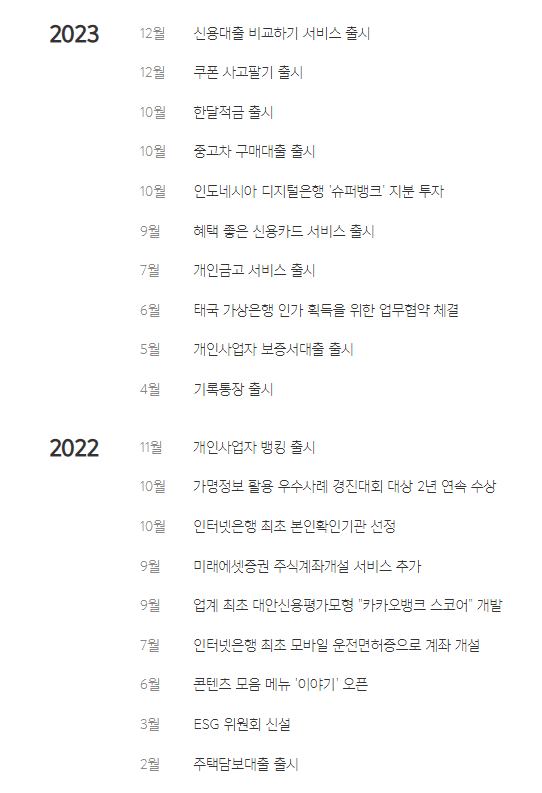 2023 12월 신용대출 비교하기 서비스 출시
12월 쿠폰 사고팔기 출시
10월 한달적금 출시
10월 중고차 구매대출 출시
10월 인도네시아 디지털은행 '슈퍼뱅크' 지분 투자
9월 혜택 좋은 신용카드 서비스 출시
7월 개인금고 서비스 출시
6월 태국 가상은행 인가 획득을 위한 업무협약 체결
5월 개인사업자 보증서대출 출시
4월 기록통장 출시
2022 11월 개인사업자 뱅킹 출시
10월 가명정보 활용 우수사례 경진대회 대상 2년 연속 수상
10월 인터넷은행 최초 본인확인기관 선정
9월 미래에셋증권 주식계좌개설 서비스 추가
9월 업계 최초 대안신용평가모형 "카카오뱅크 스코어" 개발
7월 인터넷은행 최초 모바일 운전면허증으로 계좌 개설
6월 콘텐츠 모음 메뉴 '이야기' 오픈
3월 ESG 위원회 신설
2월 주택담보대출 출시